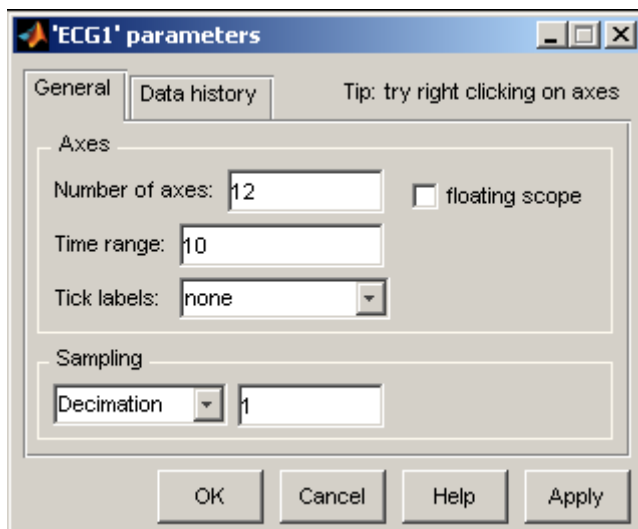 'ECG1' parameters
General Data history Tip: try right clicking on axes
Axes
Number of axes: 12 floating scope
Time range: 10
Tick labels: none
Sampling
Decimation 1
OK Cancel Help Apply